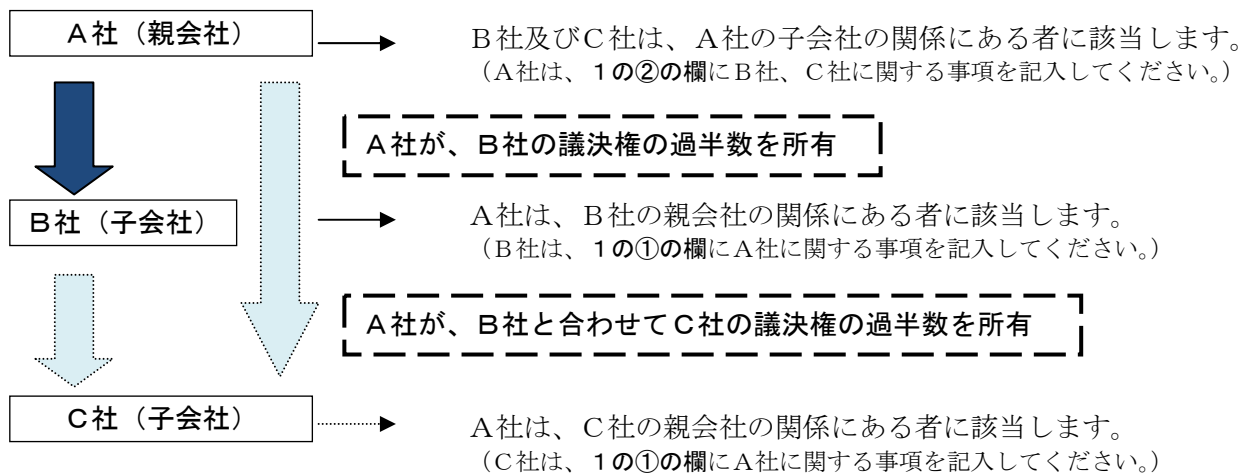 A社(親会社)
B社及びC社は、A社の子会社の関係にある者に該当します。
(A社は、1の②の欄にB社、C社に関する事項を記入してください。)
A社が、B社の議決権の過半数を所有
B社(子会社)
A社は、B社の親会社の関係にある者に該当します。
(B社は、1の①の欄にA社に関する事項を記入してください。)
A社が、B社と合わせてC社の議決権の過半数を所有
C社(子会社)
A社は、C社の親会社の関係にある者に該当します。
(C社は、1の①の欄にA社に関する事項を記入してください。)